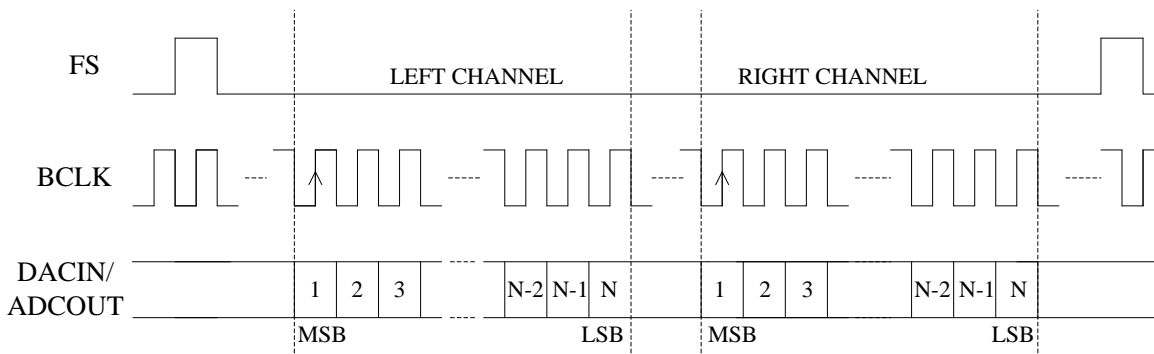 FS
LEFT CHANNEL
RIGHT CHANNEL
BCLK
DACIN/
ADCOUT
1 2 3 N-2 N-1 N 1 2 3 N-2 N-1 N
MSB LSB MSB LSB